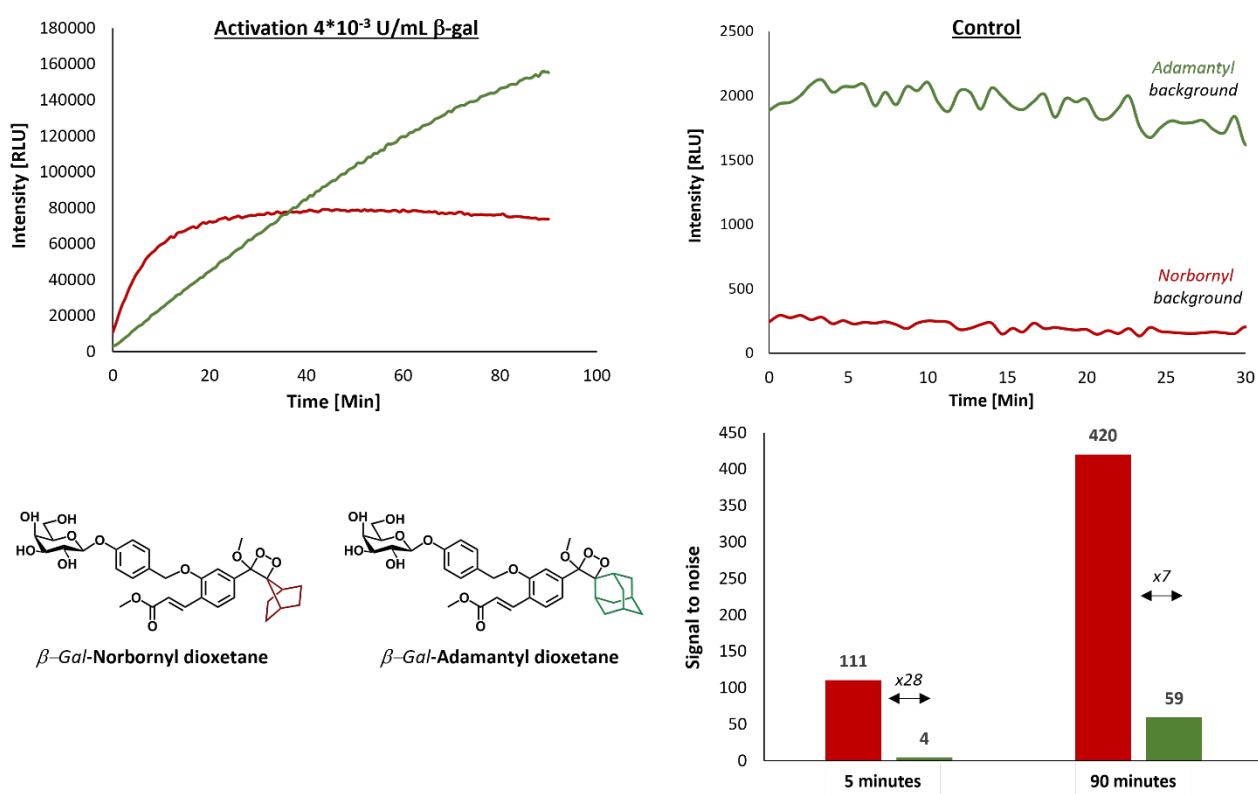 Activation 4*10⁻³ U/mL β-gal
Intensity [RLU]
180000
160000
140000
120000
100000
80000
60000
40000
20000
0
0 20 40 60 80 100
Time [Min]
Control
Intensity [RLU]
2500
2000
1500
1000
500
0
Adamantyl
background
Norbornyl
background
0 5 10 15 20 25 30
Time [Min]
OH OH
HO O O
OH
O
O O
O
O
O
β–Gal-Norbornyl dioxetane
OH OH
HO O O
OH
O
O O
O
O
O
β–Gal-Adamantyl dioxetane
Signal to noise
450
400
350
300
250
200
150
100
50
0
111
x28
4
420
x7
59
5 minutes 90 minutes